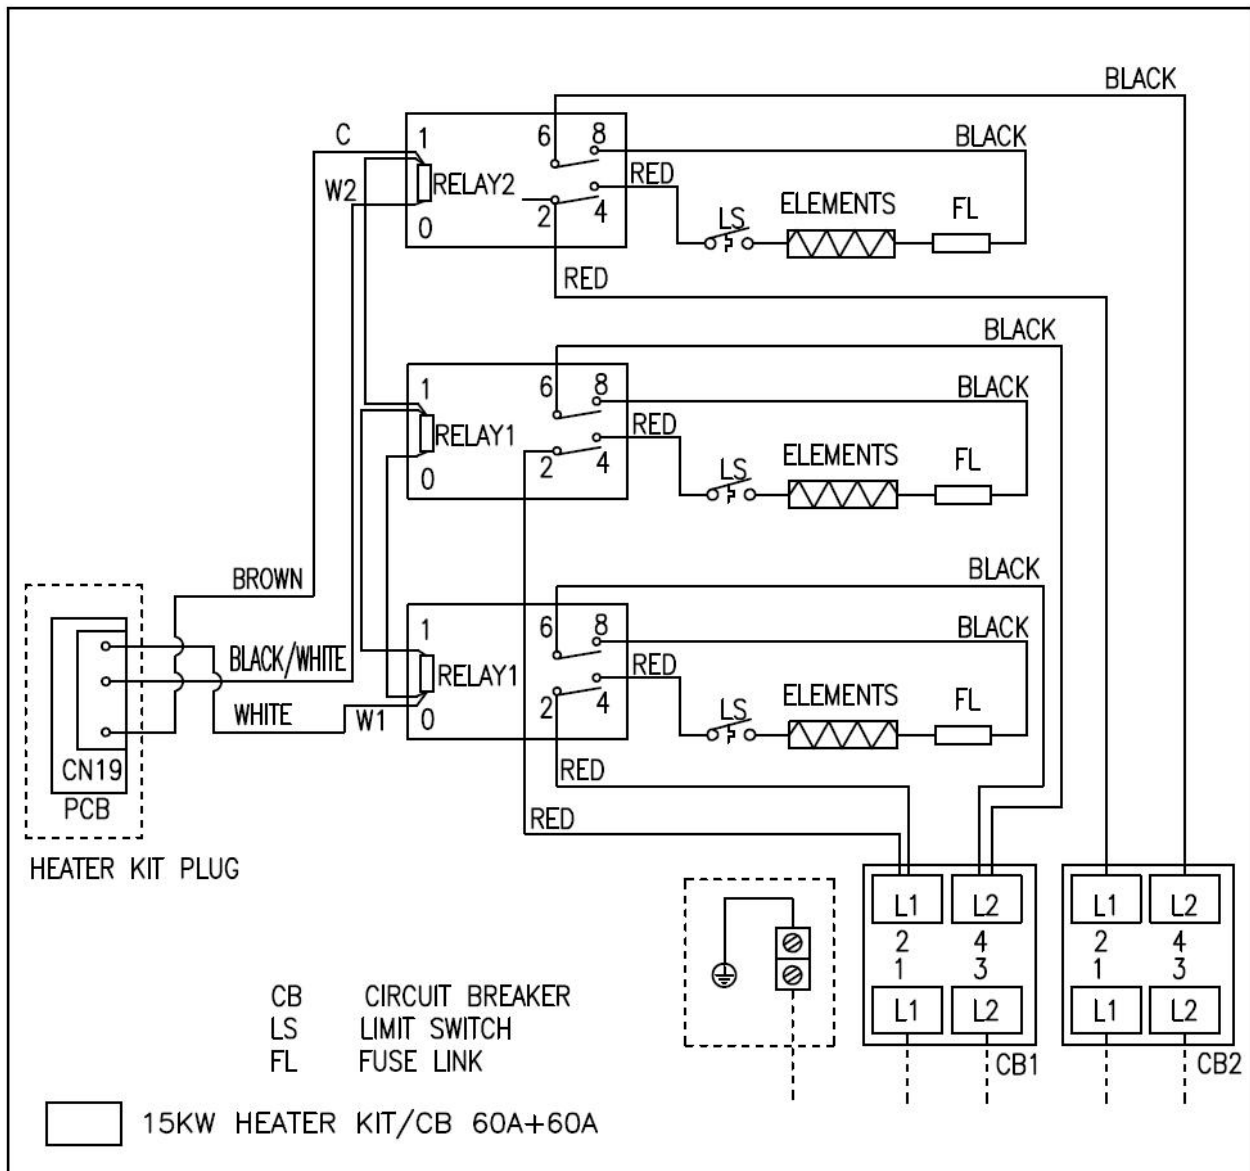 BLACK
C 1 6 8 BLACK
W2 RELAY2 RED ELEMENTS FL
0 2 4 LS
RED
BLACK
1 6 8 BLACK
RELAY1 RED ELEMENTS FL
0 2 4 LS
BROWN BLACK
1 6 8 BLACK
BLACK/WHITE RELAY1 RED ELEMENTS FL
WHITE W1 0 2 4 LS
CN19 RED
PCB RED
HEATER KIT PLUG
L1 L2 L1 L2
2 4 2 4
1 3 1 3
L1 L2 L1 L2
CB1 CB2
CB CIRCUIT BREAKER
LS LIMIT SWITCH
FL FUSE LINK
15KW HEATER KIT/CB 60A+60A